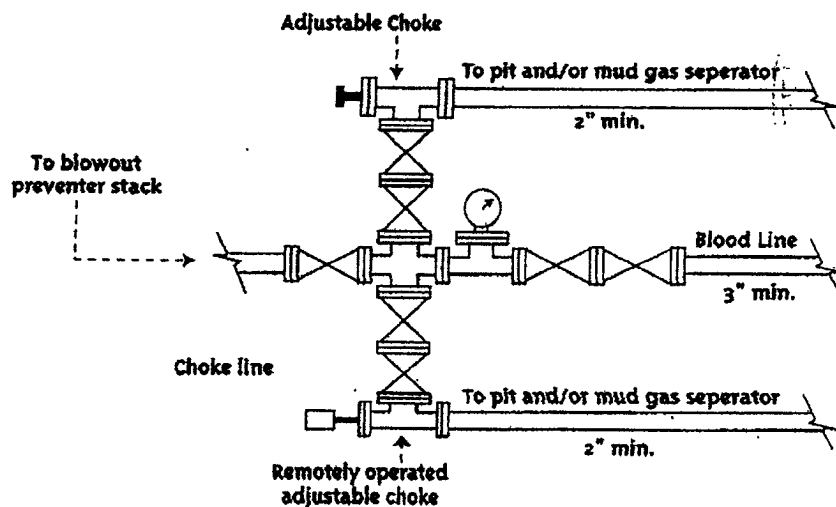 Adjustable Choke
To pit and/or mud gas seperator
2" min.
To blowout
preventer stack
Blood Line
3" min.
Choke line
To pit and/or mud gas seperator
2" min.
Remotely operated
adjustable choke